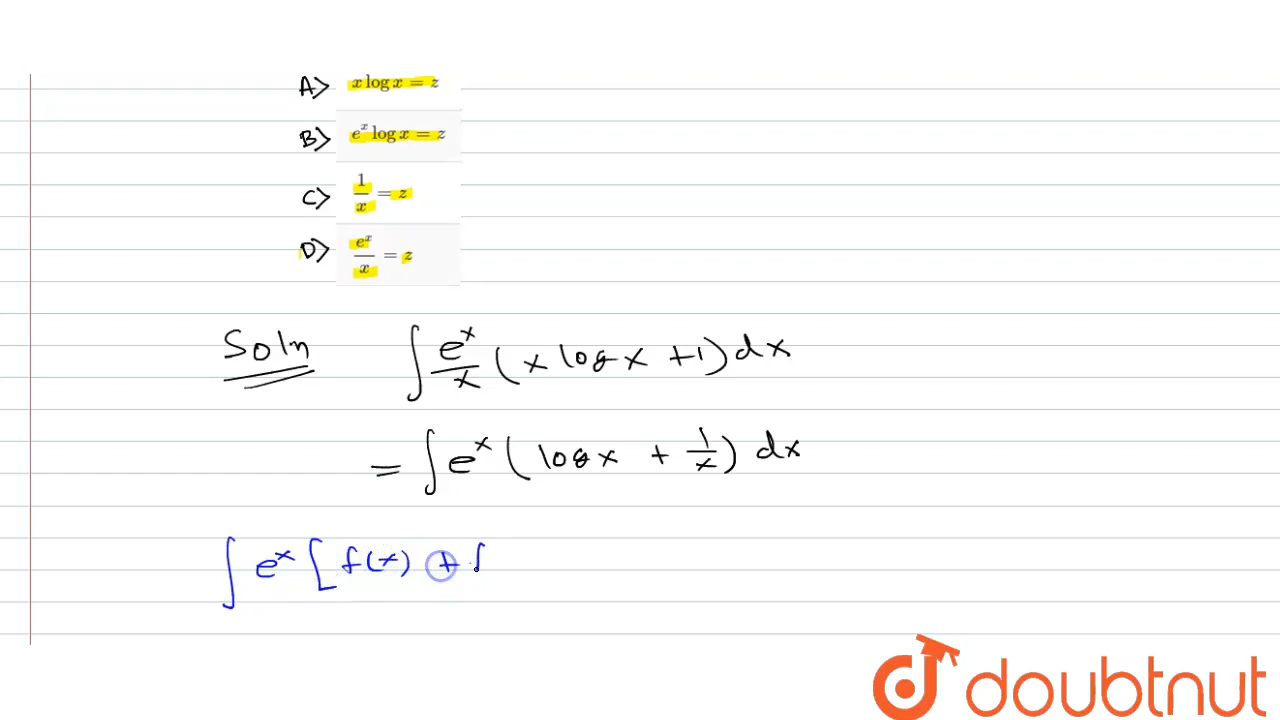 A> x log x = z
B> e^x log x = z
C> 1/x = z
D> e^x/x = z
Soln ∫ e^x/x (x log x + 1) dx
= ∫ e^x (log x + 1/x) dx
∫ e^x [ f(x) + f
doubtnut